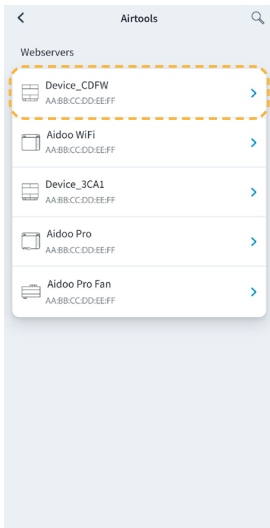 Airtools
Webservers
Device_CDFW
AA:BB:CC:DD:EE:FF
Aidoo WiFi
AA:BB:CC:DD:EE:FF
Device_3CA1
AA:BB:CC:DD:EE:FF
Aidoo Pro
AA:BB:CC:DD:EE:FF
Aidoo Pro Fan
AA:BB:CC:DD:EE:FF